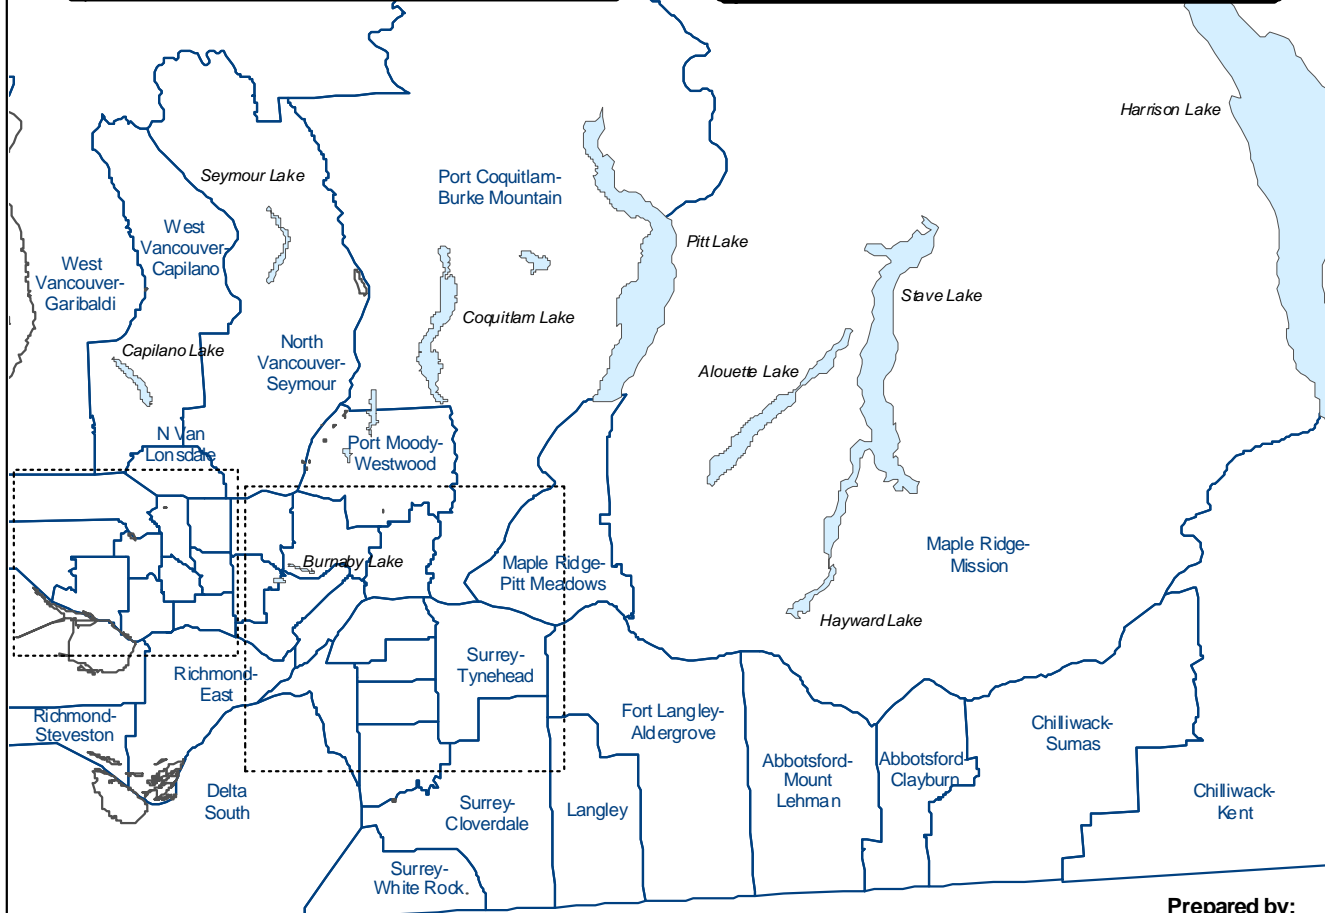 Harrison Lake
Seymour Lake
Port Coquitlam-
Burke Mountain
West
Vancouver-
Capilano
Pitt Lake
West
Vancouver-
Garibaldi
Stave Lake
Coquitlam Lake
Capilano Lake
North
Vancouver-
Seymour
Alouette Lake
N Van
Lonsdale
Port Moody-
Westwood
Burnaby Lake
Maple Ridge-
Pitt Meadows
Maple Ridge-
Mission
Hayward Lake
Richmond-
East
Surrey-
Tynehead
Richmond-
Steveston
Fort Langley-
Aldergrove
Chilliwack-
Sumas
Delta
South
Surrey-
Cloverdale
Langley
Abbotsford-
Mount
Lehman
Abbotsford-
Clayburn
Chilliwack-
Kent
Surrey-
White Rock
Prepared by: